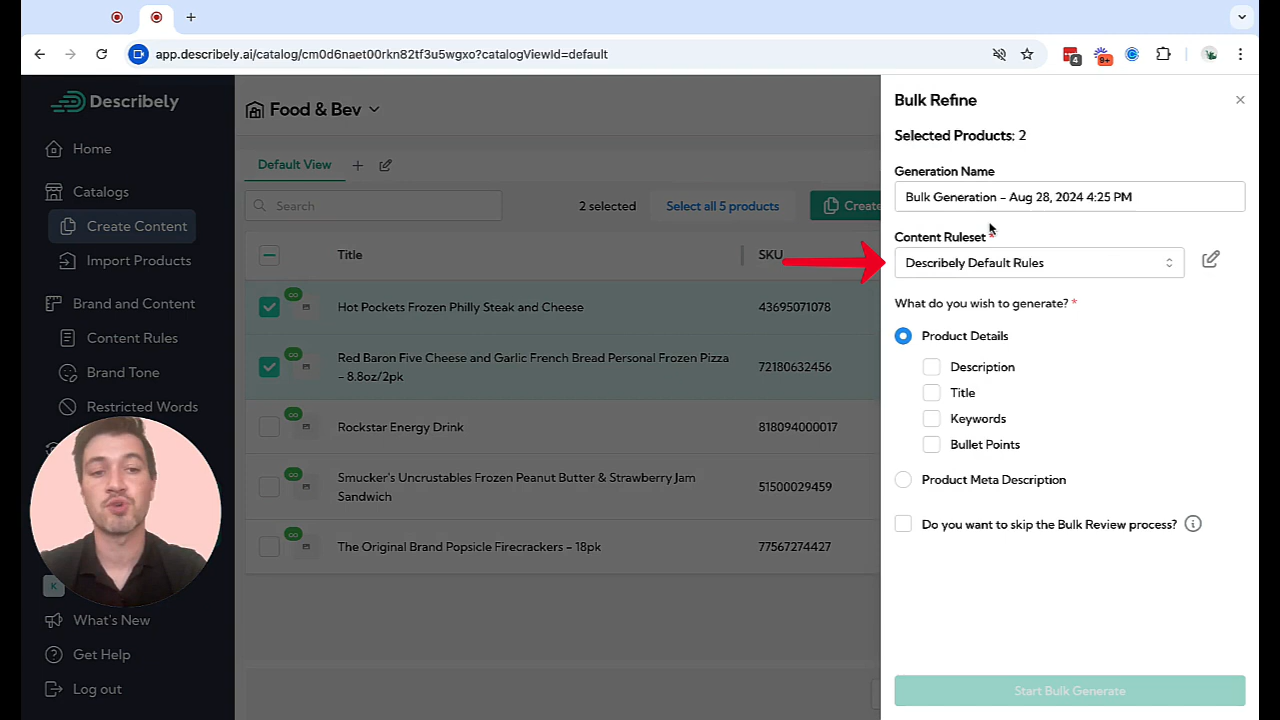 app.describely.ai/catalog/cm0d6naet00rkn82tf3u5wgxo?catalogViewId=default
4
9+
Describely
Home
Catalogs
Create Content
Import Products
Brand and Content
Content Rules
Brand Tone
Restricted Words
K
What's New
Get Help
Log out
Food & Bev
Default View
Search
2 selected
Select all 5 products
Create
Title
SKU
Hot Pockets Frozen Philly Steak and Cheese
43695071078
Red Baron Five Cheese and Garlic French Bread Personal Frozen Pizza
– 8.8oz/2pk
72180632456
Rockstar Energy Drink
818094000017
Smucker's Uncrustables Frozen Peanut Butter & Strawberry Jam
Sandwich
51500029459
The Original Brand Popsicle Firecrackers – 18pk
77567274427
Bulk Refine
Selected Products: 2
Generation Name
Bulk Generation – Aug 28, 2024 4:25 PM
Content Ruleset *
Describely Default Rules
What do you wish to generate? *
Product Details
Description
Title
Keywords
Bullet Points
Product Meta Description
Do you want to skip the Bulk Review process?
Start Bulk Generate